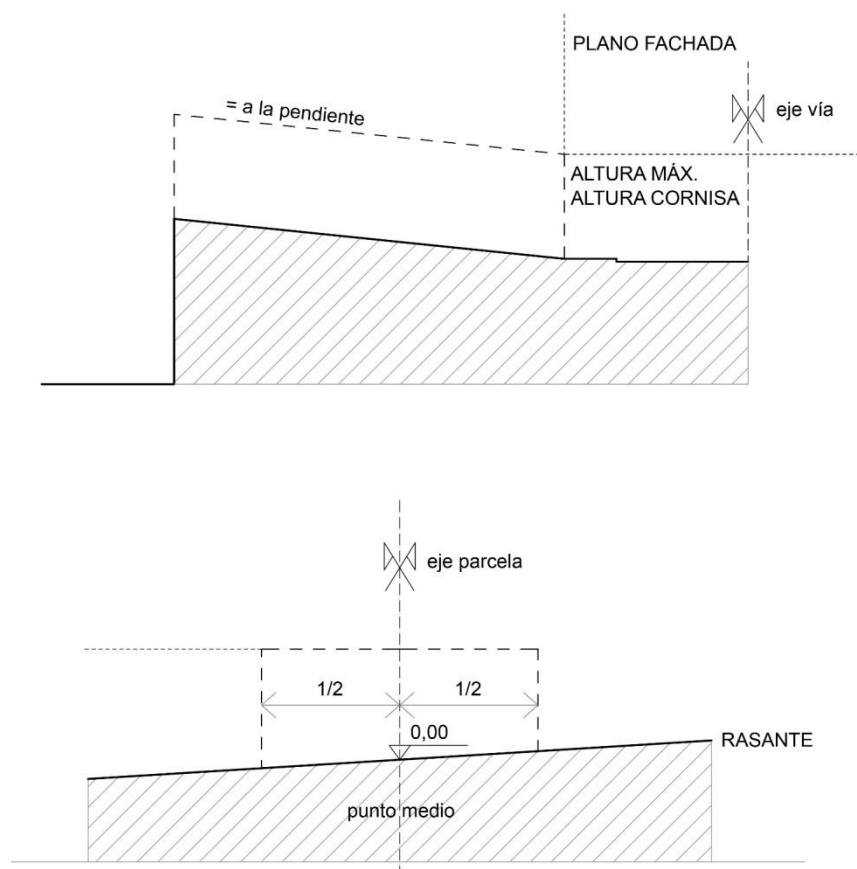 PLANO FACHADA
eje vía
= a la pendiente
ALTURA MÁX.
ALTURA CORNISA
eje parcela
1/2
1/2
0,00
RASANTE
punto medio